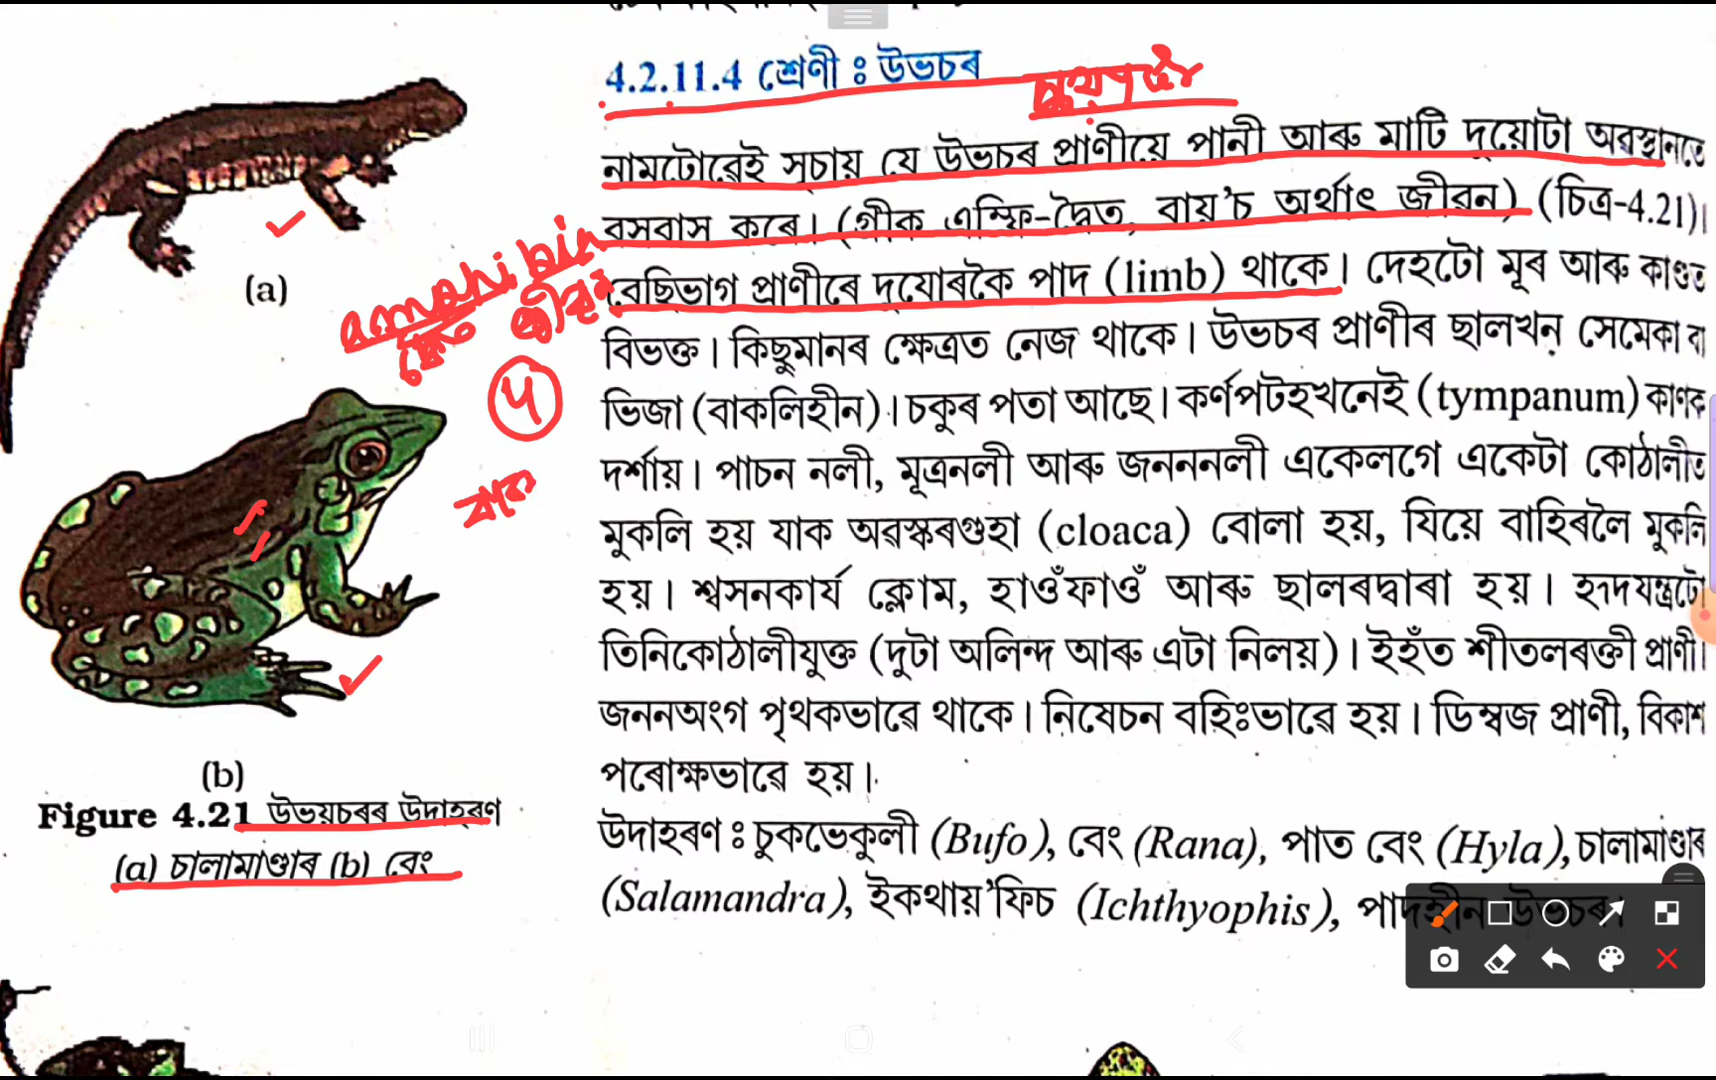 4.2.11.4 শ্ৰেণী ঃ উভচৰ
নামটোৱেই সূচায় যে উভচৰ প্ৰাণীয়ে পানী আৰু মাটি দুয়োটা অৱস্থানতে
বসবাস কৰে। (গ্ৰীক এম্ফি-দ্বৈত, বায়'চ অৰ্থাৎ জীৱন) (চিত্ৰ-4.21)।
বেছিভাগ প্ৰাণীৰে দুযোৰকৈ পাদ (limb) থাকে। দেহটো মূৰ আৰু কাণ্ডত
বিভক্ত। কিছুমানৰ ক্ষেত্ৰত নেজ থাকে। উভচৰ প্ৰাণীৰ ছালখন সেমেকা বা
ভিজা (বাকলিহীন)। চকুৰ পতা আছে। কৰ্ণপটহখনেই (tympanum) কাণক
দৰ্শায়। পাচন নলী, মূত্ৰনলী আৰু জনননলী একেলগে একেটা কোঠালীত
মুকলি হয় যাক অৱস্কৰগুহা (cloaca) বোলা হয়, যিয়ে বাহিৰলৈ মুকলি
হয়। শ্বসনকাৰ্য ক্লোম, হাওঁফাওঁ আৰু ছালৰদ্বাৰা হয়। হৃদযন্ত্ৰটো
তিনিকোঠালীযুক্ত (দুটা অলিন্দ আৰু এটা নিলয়)। ইহঁত শীতলৰক্তী প্ৰাণী।
জননঅংগ পৃথকভাৱে থাকে। নিষেচন বহিঃভাৱে হয়। ডিম্বজ প্ৰাণী, বিকাশ
পৰোক্ষভাৱে হয়।
উদাহৰণ ঃ চুকভেকুলী (Bufo), বেং (Rana), পাত বেং (Hyla), চালামাণ্ডাৰ
(Salamandra), ইকথায়'ফিচ (Ichthyophis), পাদহীন উভচৰ।
(a)
জীৱন
(b)
Figure 4.21 উভয়চৰৰ উদাহৰণ
(a) চালামাণ্ডাৰ (b) বেং